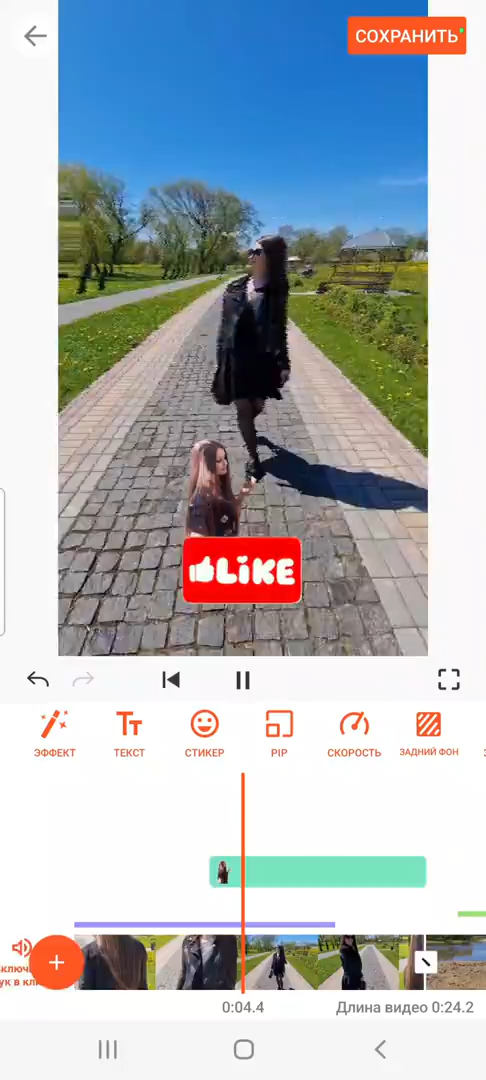 СОХРАНИТЬ
LiKE
ЭФФЕКТ
ТЕКСТ
СТИКЕР
PIP
СКОРОСТЬ
ЗАДНИЙ ФОН
0:04.4
Длина видео 0:24.2